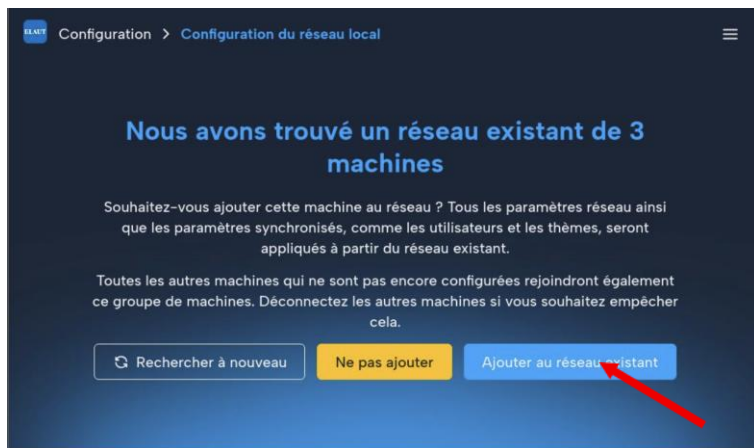 ELAUT Configuration > Configuration du réseau local
Nous avons trouvé un réseau existant de 3
machines
Souhaitez-vous ajouter cette machine au réseau ? Tous les paramètres réseau ainsi
que les paramètres synchronisés, comme les utilisateurs et les thèmes, seront
appliqués à partir du réseau existant.
Toutes les autres machines qui ne sont pas encore configurées rejoindront également
ce groupe de machines. Déconnectez les autres machines si vous souhaitez empêcher
cela.
Rechercher à nouveau Ne pas ajouter Ajouter au réseau existant